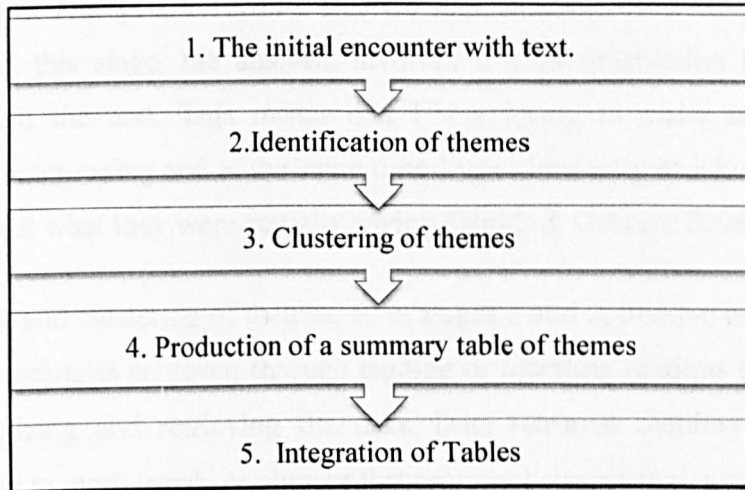 1. The initial encounter with text.
2.Identification of themes
3. Clustering of themes
4. Production of a summary table of themes
5. Integration of Tables